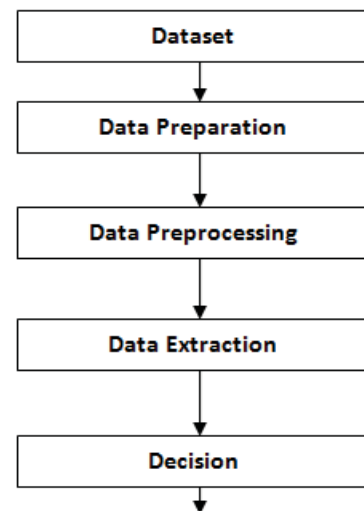 Dataset
Data Preparation
Data Preprocessing
Data Extraction
Decision